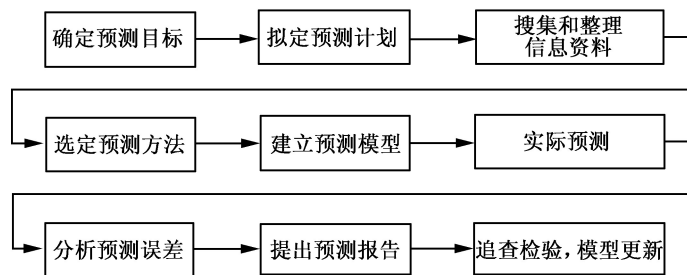 确定预测目标
拟定预测计划
搜集和整理
信息资料
选定预测方法
建立预测模型
实际预测
分析预测误差
提出预测报告
追查检验,模型更新